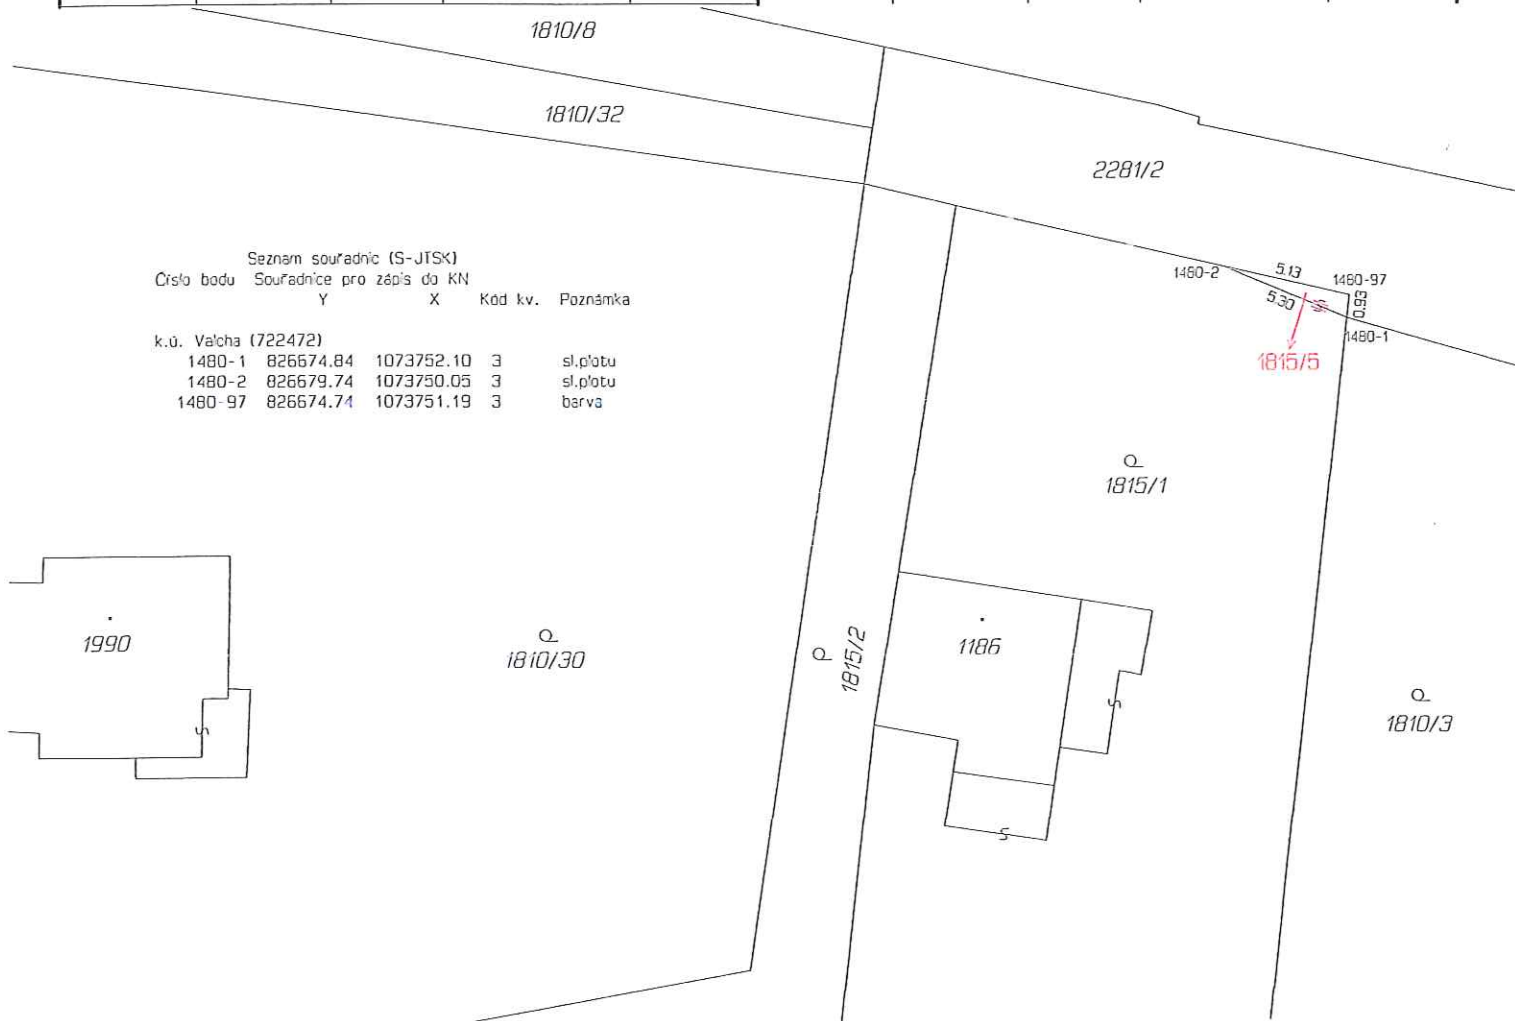 1810/8
1810/32
2281/2
Seznam souřadnic (S-JTSK)
Číslo bodu Souřadnice pro zápis do KN
Y X Kód kv. Poznámka
k.ú. Valcha (722472)
1480-1 826674.84 1073752.10 3 sl.plotu
1480-2 826679.74 1073750.05 3 sl.plotu
1480-97 826674.74 1073751.19 3 barva
1480-2
5.13
1480-97
5.30
0.93
1480-1
1815/5
1815/1
1990
1810/30
1815/2
1186
1810/3